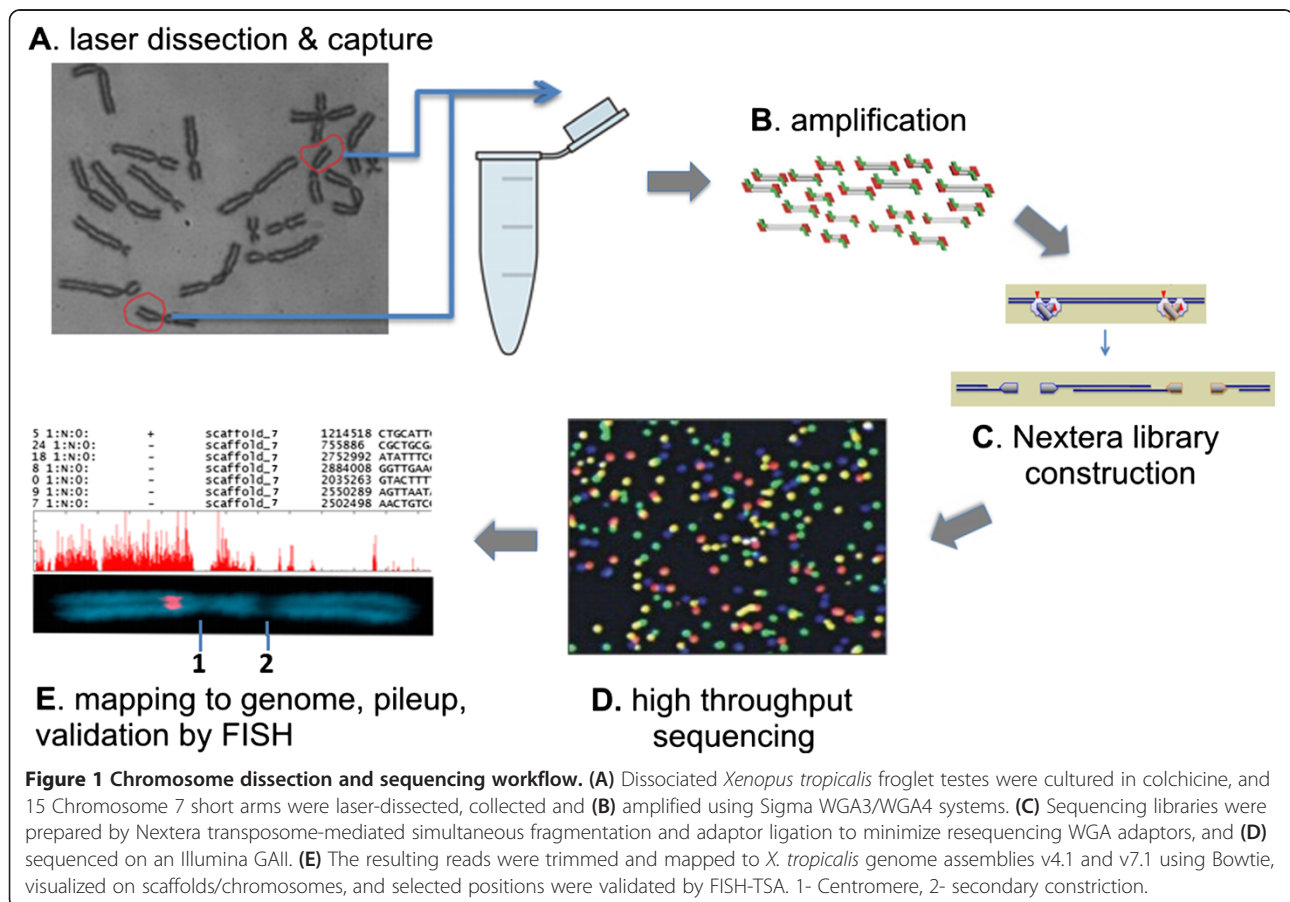 A. laser dissection & capture
B. amplification
C. Nextera library
construction
5 1:N:0: + scaffold_7 1214518 CTGCATT
24 1:N:0: - scaffold_7 755886 CGCTGCG
18 1:N:0: - scaffold_7 2752992 ATATTTC
8 1:N:0: - scaffold_7 2884008 GGTTGAA
0 1:N:0: - scaffold_7 2035263 GTACTTT
9 1:N:0: - scaffold_7 2550289 AGTTAAT
7 1:N:0: - scaffold_7 2502498 AACTGTC
1 2
E. mapping to genome, pileup,
validation by FISH
D. high throughput
sequencing
Figure 1 Chromosome dissection and sequencing workflow. (A) Dissociated Xenopus tropicalis froglet testes were cultured in colchicine, and
15 Chromosome 7 short arms were laser-dissected, collected and (B) amplified using Sigma WGA3/WGA4 systems. (C) Sequencing libraries were
prepared by Nextera transposome-mediated simultaneous fragmentation and adaptor ligation to minimize resequencing WGA adaptors, and (D)
sequenced on an Illumina GAII. (E) The resulting reads were trimmed and mapped to X. tropicalis genome assemblies v4.1 and v7.1 using Bowtie,
visualized on scaffolds/chromosomes, and selected positions were validated by FISH-TSA. 1- Centromere, 2- secondary constriction.